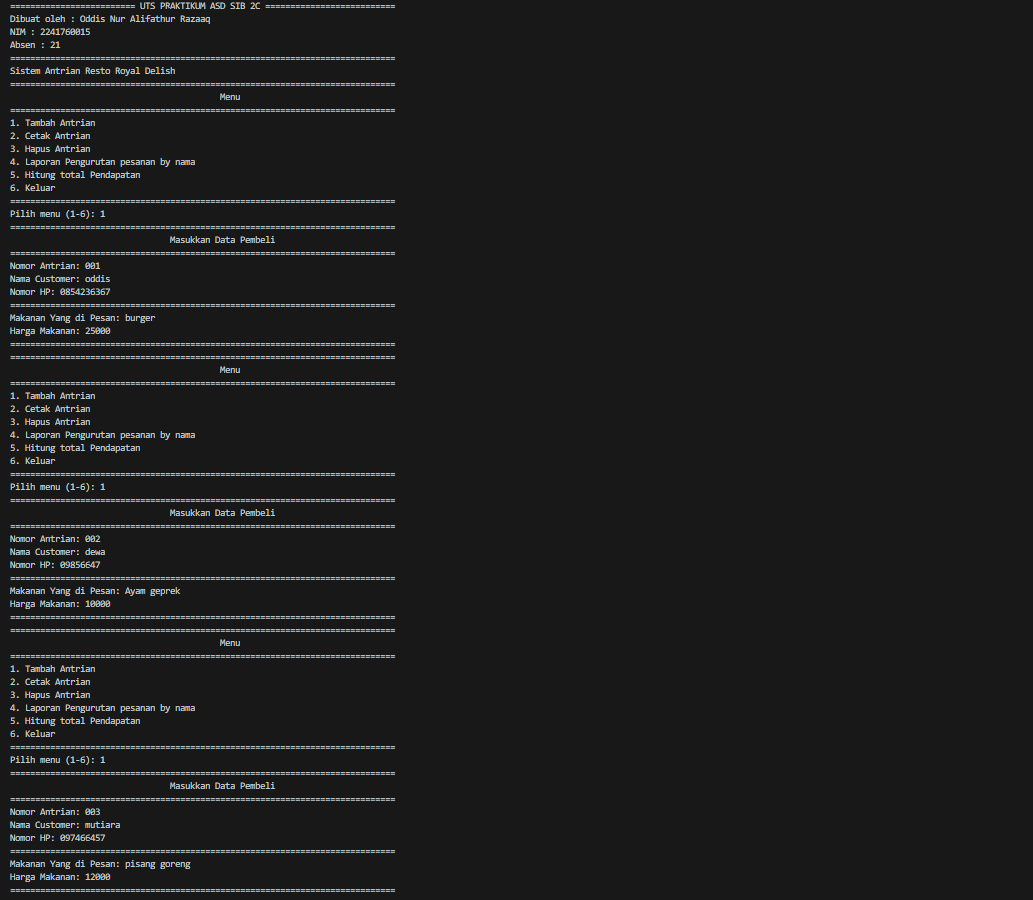 ========================= UTS PRAKTIKUM ASD SIB 2C ==========================
Dibuat oleh : Oddis Nur Alifathur Razaaq
NIM : 2241760015
Absen : 21
=============================================================================
Sistem Antrian Resto Royal Delish
=============================================================================
Menu
=============================================================================
1. Tambah Antrian
2. Cetak Antrian
3. Hapus Antrian
4. Laporan Pengurutan pesanan by nama
5. Hitung total Pendapatan
6. Keluar
=============================================================================
Pilih menu (1-6): 1
=============================================================================
Masukkan Data Pembeli
=============================================================================
Nomor Antrian: 001
Nama Customer: oddis
Nomor HP: 0854236367
=============================================================================
Makanan Yang di Pesan: burger
Harga Makanan: 25000
=============================================================================
=============================================================================
Menu
=============================================================================
1. Tambah Antrian
2. Cetak Antrian
3. Hapus Antrian
4. Laporan Pengurutan pesanan by nama
5. Hitung total Pendapatan
6. Keluar
=============================================================================
Pilih menu (1-6): 1
=============================================================================
Masukkan Data Pembeli
=============================================================================
Nomor Antrian: 002
Nama Customer: dewa
Nomor HP: 09856647
=============================================================================
Makanan Yang di Pesan: Ayam geprek
Harga Makanan: 10000
=============================================================================
=============================================================================
Menu
=============================================================================
1. Tambah Antrian
2. Cetak Antrian
3. Hapus Antrian
4. Laporan Pengurutan pesanan by nama
5. Hitung total Pendapatan
6. Keluar
=============================================================================
Pilih menu (1-6): 1
=============================================================================
Masukkan Data Pembeli
=============================================================================
Nomor Antrian: 003
Nama Customer: mutiara
Nomor HP: 097466457
=============================================================================
Makanan Yang di Pesan: pisang goreng
Harga Makanan: 12000
=============================================================================